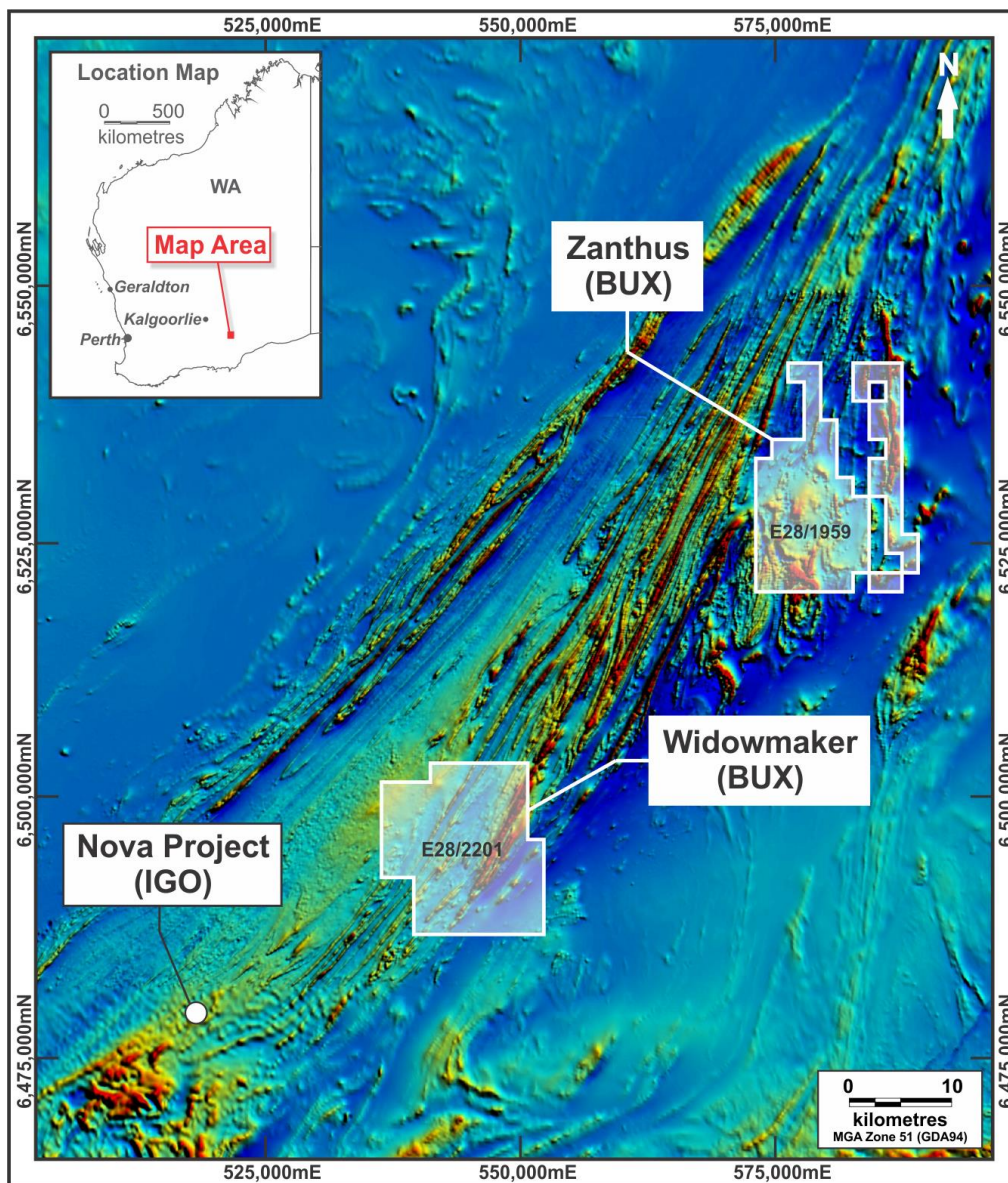 525,000mE
550,000mE
575,000mE
Location Map
0 500
kilometres
WA
Map Area
Geraldton
Kalgoorlie
Perth
N
6,550,000mN
6,550,000mN
Zanthus
(BUX)
E28/1959
6,525,000mN
6,525,000mN
Widowmaker
(BUX)
6,500,000mN
6,500,000mN
E28/2201
Nova Project
(IGO)
6,475,000mN
6,475,000mN
0 10
kilometres
MGA Zone 51 (GDA94)
525,000mE
550,000mE
575,000mE